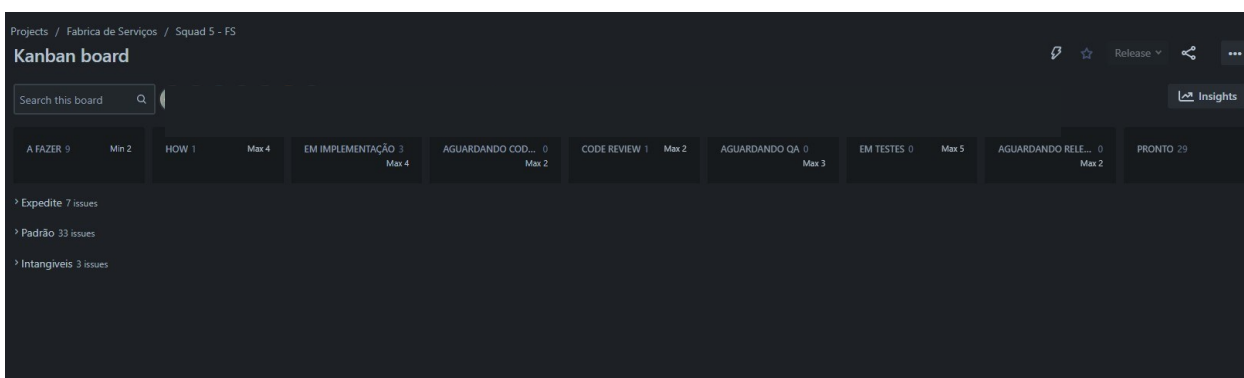 Projects / Fabrica de Serviços / Squad 5 - FS
Kanban board
Release
Search this board
Insights
A FAZER 9 Min 2
HOW 1 Max 4
EM IMPLEMENTAÇÃO 3 Max 4
AGUARDANDO COD... 0 Max 2
CODE REVIEW 1 Max 2
AGUARDANDO QA 0 Max 3
EM TESTES 0 Max 5
AGUARDANDO RELE... 0 Max 2
PRONTO 29
Expedite 7 issues
Padrão 33 issues
Intangiveis 3 issues